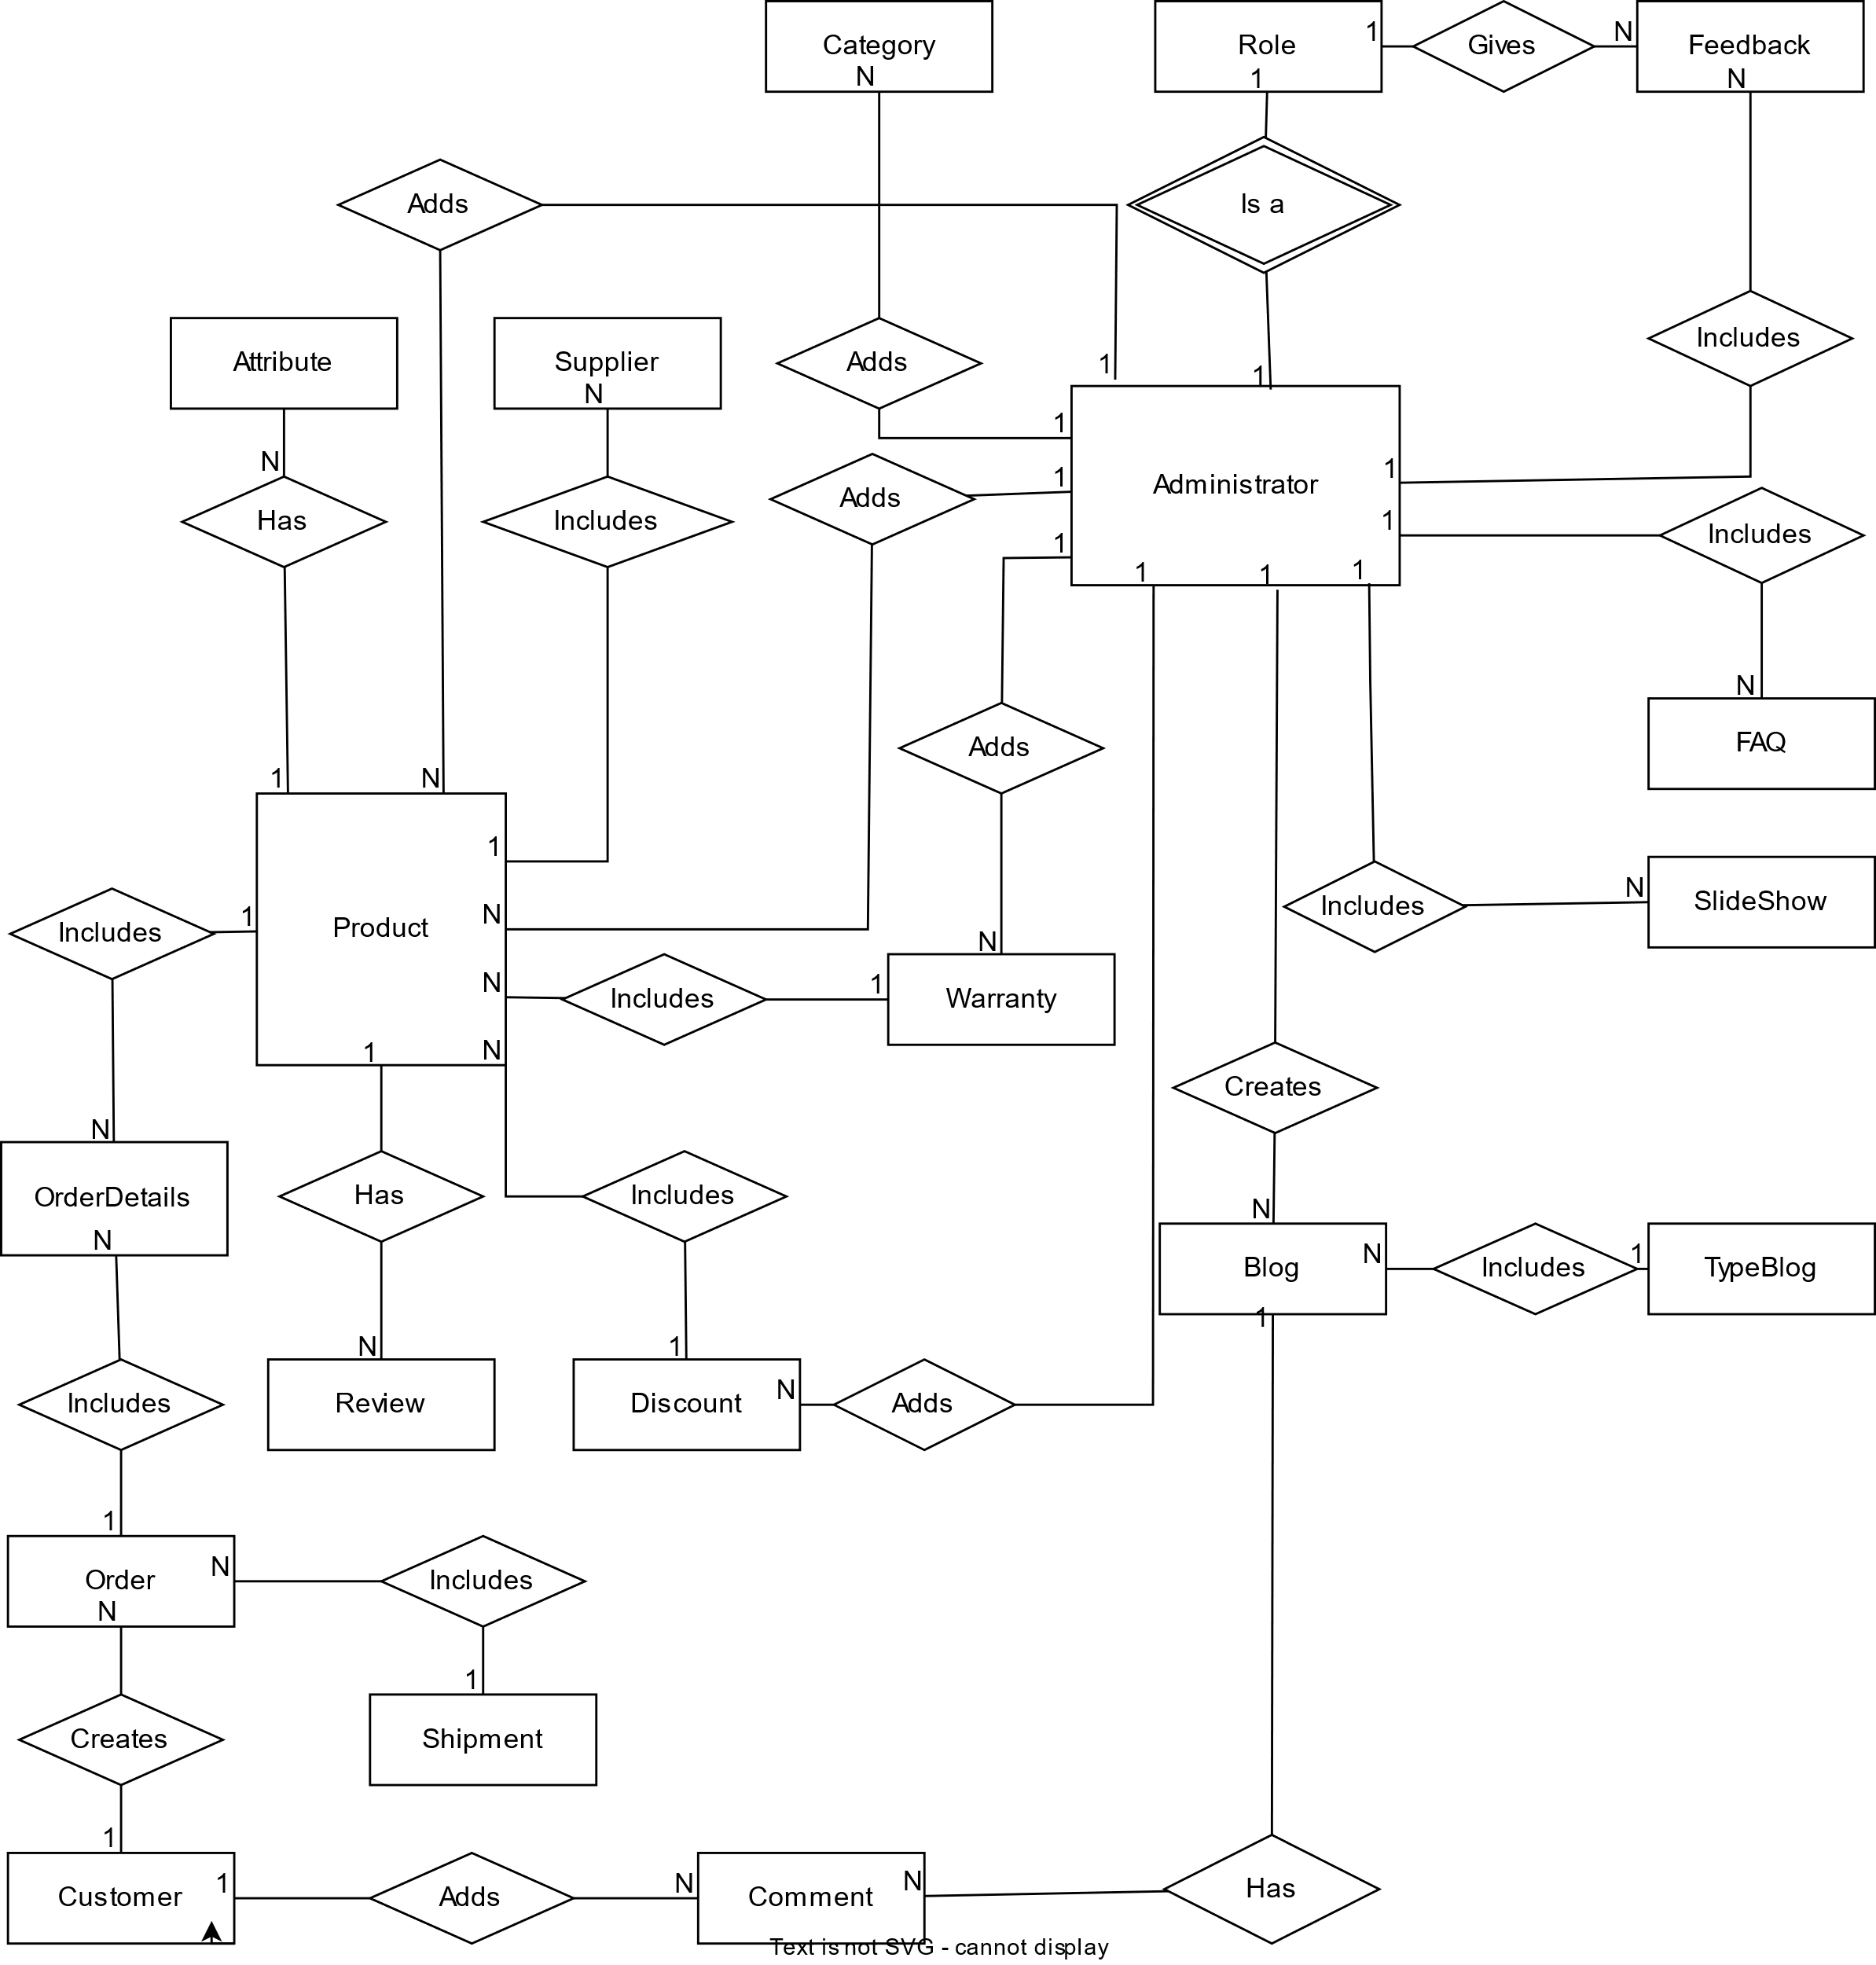 Category
N
Role
1
1
Gives
N
Feedback
N
Adds
Is a
Attribute
Supplier
N
Adds
1
1
Includes
N
Has
Includes
Adds
1
1
1
Administrator
1
1
1
1
1
Includes
Adds
N
FAQ
1
N
1
Product
N
N
N
1
Includes
1
Includes
1
Warranty
N
Includes
N
SlideShow
Creates
N
OrderDetails
N
Has
Includes
N
Blog
N
1
Includes
1
TypeBlog
Includes
N
Review
1
Discount
N
Adds
1
Order
N
N
Includes
Creates
1
Shipment
1
Customer
1
Adds
N
Comment
N
Has
Text is not SVG - cannot display